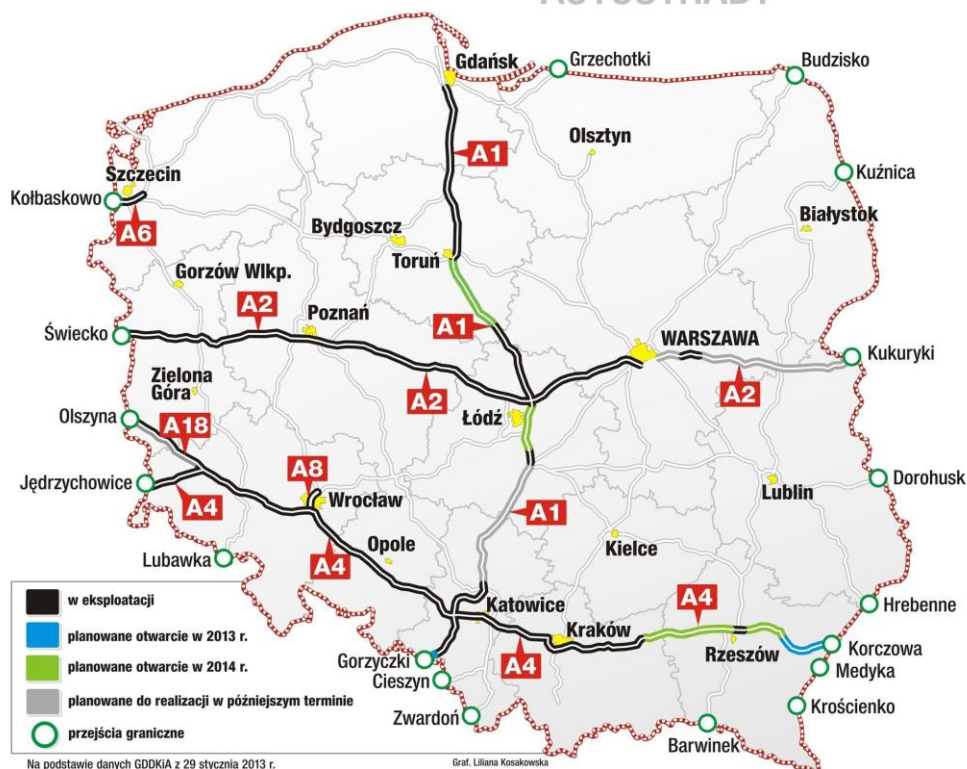 AUTOSTRADY
Gdańsk
Grzechotki
Budzisko
A1
Olsztyn
Kuźnica
Szczecin
Kołbaskowo
A6
Bydgoszcz
Toruń
Białystok
Gorzów Wlkp.
A2
Poznań
A1
WARSZAWA
Świecko
Kukuryki
Zielona
Góra
A2
A2
Łódź
Olszyna
A18
A8
Wrocław
Jędrzychowice
A4
A1
Lublin
Dorohusk
Lubawka
A4
Opole
Kielce
Katowice
A4
Hrebenne
Kraków
A4
Rzeszów
Korczowa
Gorzyczki
Medyka
Cieszyn
Krościenko
Zwardoń
Barwinek
w eksploatacji
planowane otwarcie w 2013 r.
planowane otwarcie w 2014 r.
planowane do realizacji w późniejszym terminie
przejścia graniczne
Na podstawie danych GDDKiA z 29 stycznia 2013 r.
Graf. Liliana Kosakowska